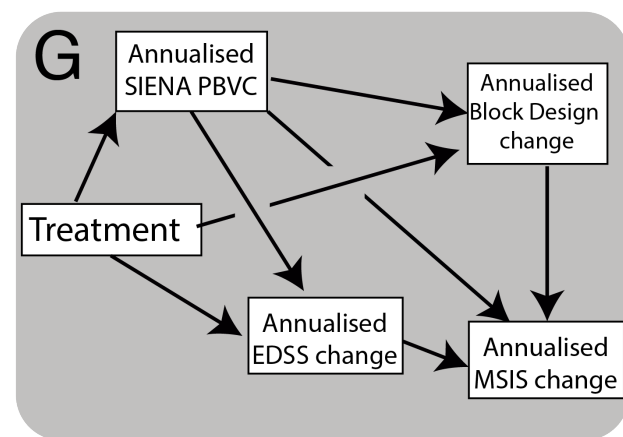 G
Annualised
SIENA PBVC
Annualised
Block Design
change
Treatment
Annualised
EDSS change
Annualised
MSIS change